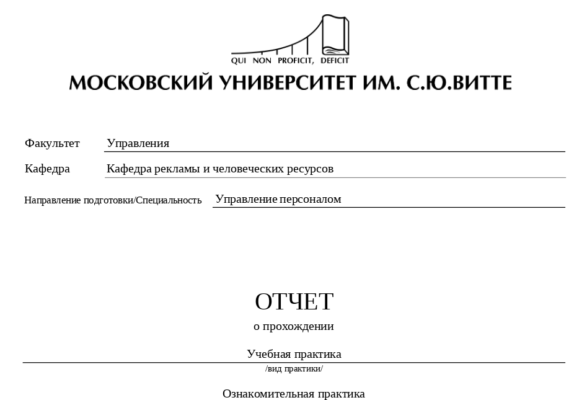 QUI NON PROFICIT, DEFICIT
МОСКОВСКИЙ УНИВЕРСИТЕТ ИМ. С.Ю.ВИТТЕ
Факультет Управления
Кафедра Кафедра рекламы и человеческих ресурсов
Направление подготовки/Специальность Управление персоналом
ОТЧЕТ
о прохождении
Учебная практика
/вид практики/
Ознакомительная практика